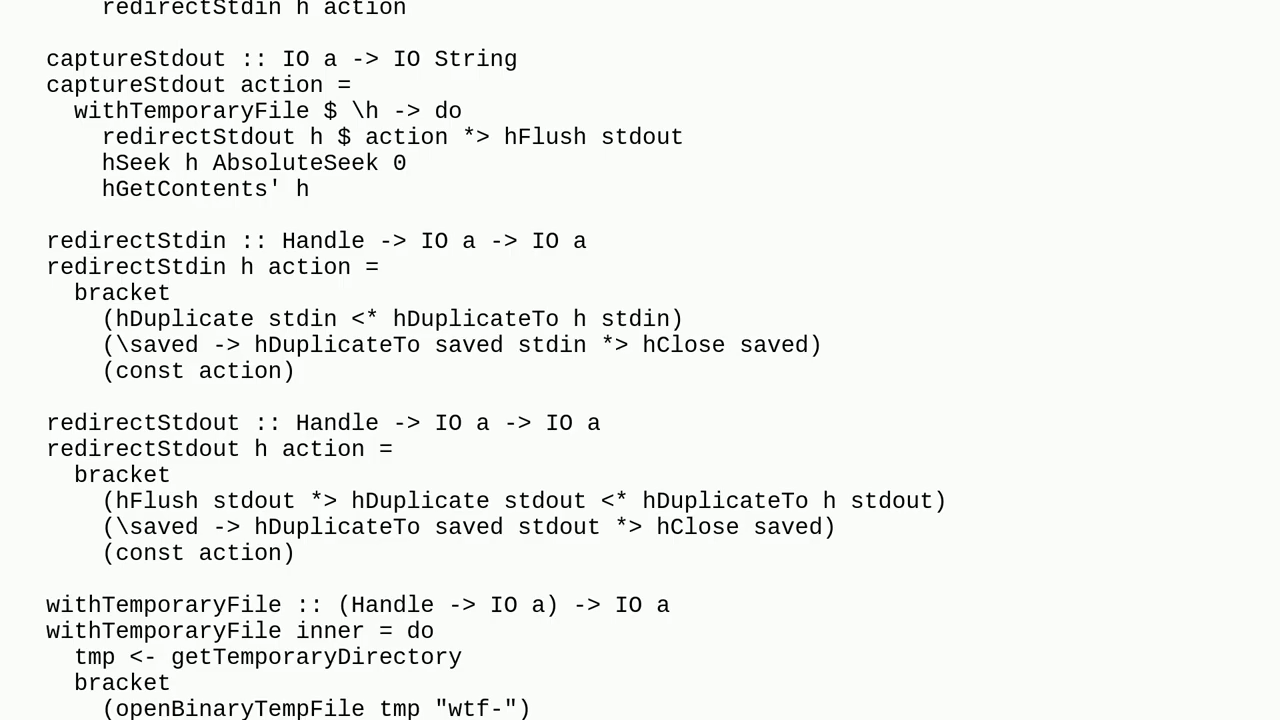 redirectStdin h action
captureStdout :: IO a -> IO String
captureStdout action =
withTemporaryFile $ \h -> do
redirectStdout h $ action *> hFlush stdout
hSeek h AbsoluteSeek 0
hGetContents' h
redirectStdin :: Handle -> IO a -> IO a
redirectStdin h action =
bracket
(hDuplicate stdin <* hDuplicateTo h stdin)
(\saved -> hDuplicateTo saved stdin *> hClose saved)
(const action)
redirectStdout :: Handle -> IO a -> IO a
redirectStdout h action =
bracket
(hFlush stdout *> hDuplicate stdout <* hDuplicateTo h stdout)
(\saved -> hDuplicateTo saved stdout *> hClose saved)
(const action)
withTemporaryFile :: (Handle -> IO a) -> IO a
withTemporaryFile inner = do
tmp <- getTemporaryDirectory
bracket
(openBinaryTempFile tmp "wtf-")